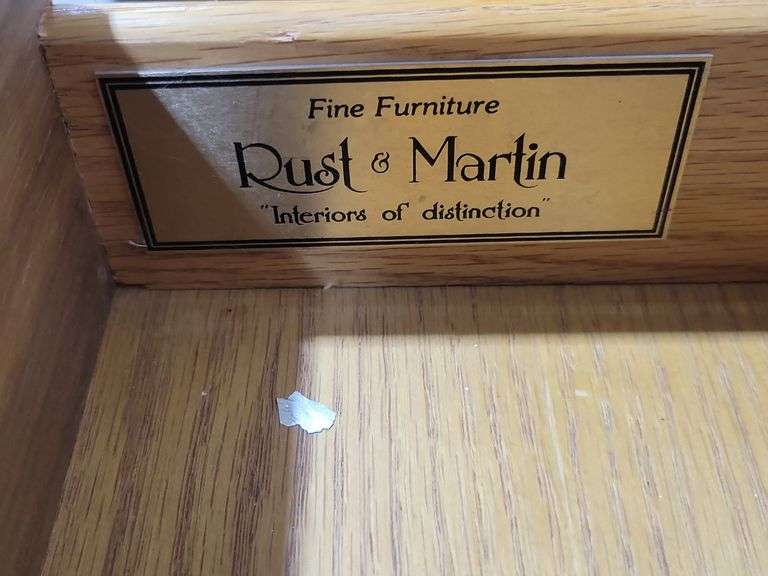 Fine Furniture
Rust & Martin
"Interiors of distinction"